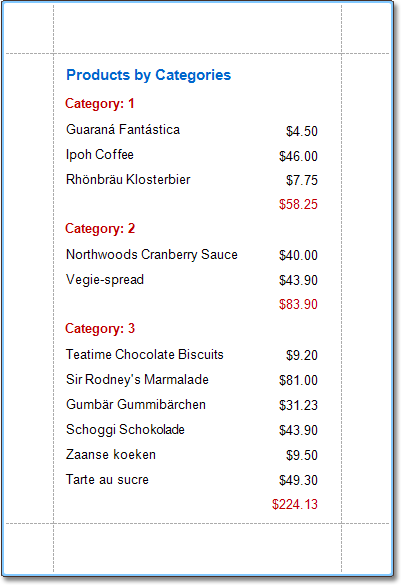 Products by Categories
Category: 1
Guaraná Fantástica $4.50
Ipoh Coffee $46.00
Rhönbräu Klosterbier $7.75
$58.25
Category: 2
Northwoods Cranberry Sauce $40.00
Vegie-spread $43.90
$83.90
Category: 3
Teatime Chocolate Biscuits $9.20
Sir Rodney's Marmalade $81.00
Gumbär Gummibärchen $31.23
Schoggi Schokolade $43.90
Zaanse koeken $9.50
Tarte au sucre $49.30
$224.13